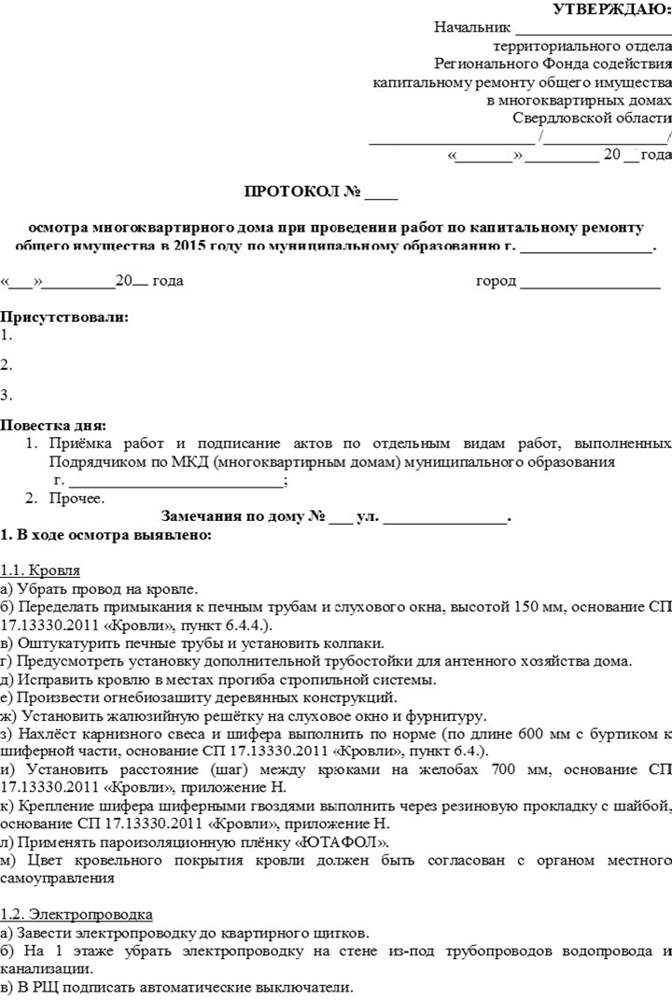 УТВЕРЖДАЮ:
Начальник ____________________
территориального отдела
Регионального Фонда содействия
капитальному ремонту общего имущества
в многоквартирных домах
Свердловской области
____________________ /_______________/
«_______» _________ 20 __ года
ПРОТОКОЛ № ____
осмотра многоквартирного дома при проведении работ по капитальному ремонту
общего имущества в 2015 году по муниципальному образованию г. ________________.
«___»_________20__ года город _________________
Присутствовали:
1.
2.
3.
Повестка дня:
1. Приёмка работ и подписание актов по отдельным видам работ, выполненных
Подрядчиком по МКД (многоквартирным домам) муниципального образования
г. __________________________;
2. Прочее.
Замечания по дому № ___ ул. _______________.
1. В ходе осмотра выявлено:
1.1. Кровля
а) Убрать провод на кровле.
б) Переделать примыкания к печным трубам и слухового окна, высотой 150 мм, основание СП
17.13330.2011 «Кровли», пункт 6.4.4.).
в) Оштукатурить печные трубы и установить колпаки.
г) Предусмотреть установку дополнительной трубостойки для антенного хозяйства дома.
д) Исправить кровлю в местах прогиба стропильной системы.
е) Произвести огнебиозашиту деревянных конструкций.
ж) Установить жалюзийную решётку на слуховое окно и фурнитуру.
з) Нахлёст карнизного свеса и шифера выполнить по норме (по длине 600 мм с буртиком к
шиферной части, основание СП 17.13330.2011 «Кровли», пункт 6.4.).
и) Установить расстояние (шаг) между крюками на желобах 700 мм, основание СП
17.13330.2011 «Кровли», приложение Н.
к) Крепление шифера шиферными гвоздями выполнить через резиновую прокладку с шайбой,
основание СП 17.13330.2011 «Кровли», приложение Н.
л) Применять пароизоляционную плёнку «ЮТАФОЛ».
м) Цвет кровельного покрытия кровли должен быть согласован с органом местного
самоуправления
1.2. Электропроводка
а) Завести электропроводку до квартирного щитков.
б) На 1 этаже убрать электропроводку на стене из-под трубопроводов водопровода и
канализации.
в) В РЩ подписать автоматические выключатели.